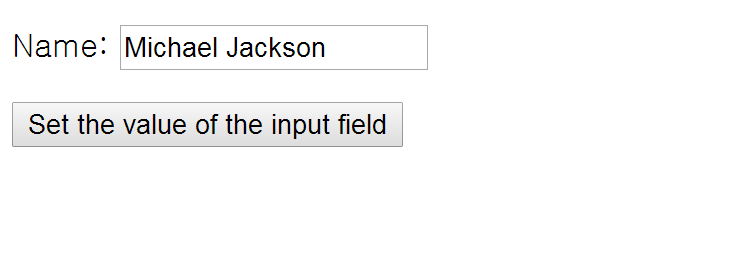 Name: Michael Jackson
Set the value of the input field